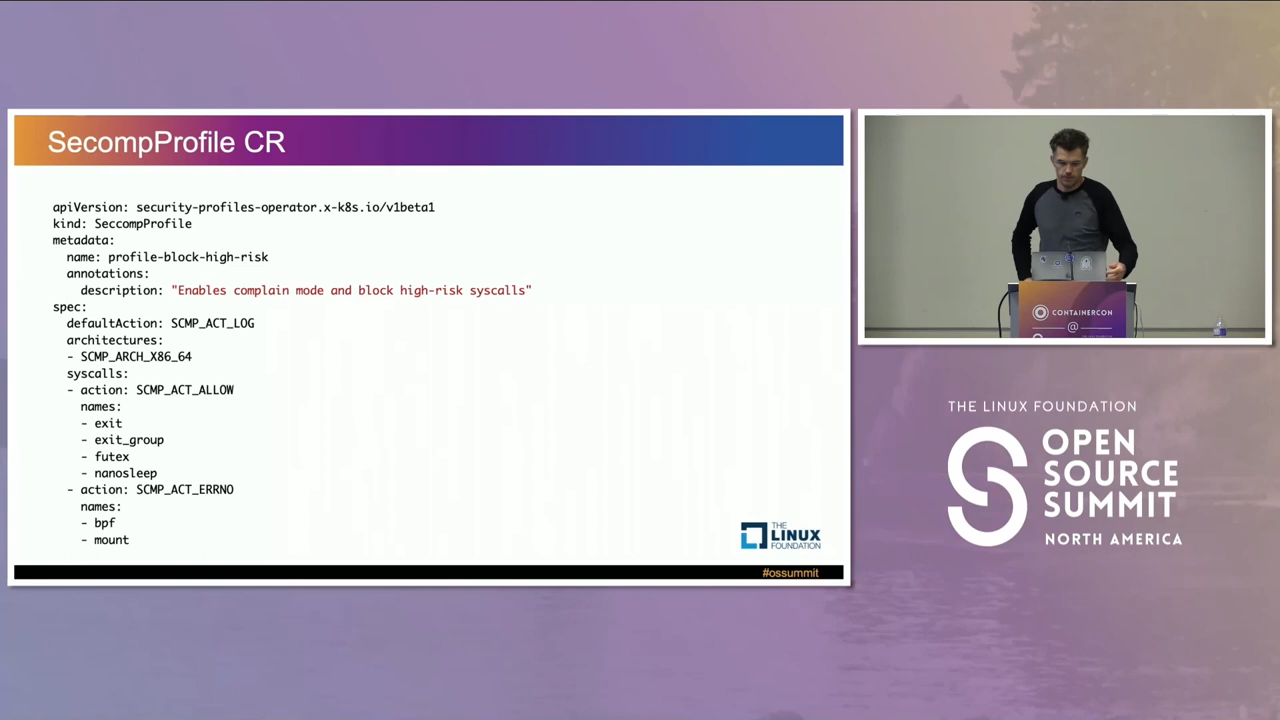 SecompProfile CR
apiVersion: security-profiles-operator.x-k8s.io/v1beta1
kind: SeccompProfile
metadata:
  name: profile-block-high-risk
  annotations:
    description: "Enables complain mode and block high-risk syscalls"
spec:
  defaultAction: SCMP_ACT_LOG
  architectures:
  - SCMP_ARCH_X86_64
  syscalls:
  - action: SCMP_ACT_ALLOW
    names:
    - exit
    - exit_group
    - futex
    - nanosleep
  - action: SCMP_ACT_ERRNO
    names:
    - bpf
    - mount
THE
LINUX
FOUNDATION
#ossummit
CONTAINERCON
@
THE LINUX FOUNDATION
OPEN
SOURCE
SUMMIT
NORTH AMERICA